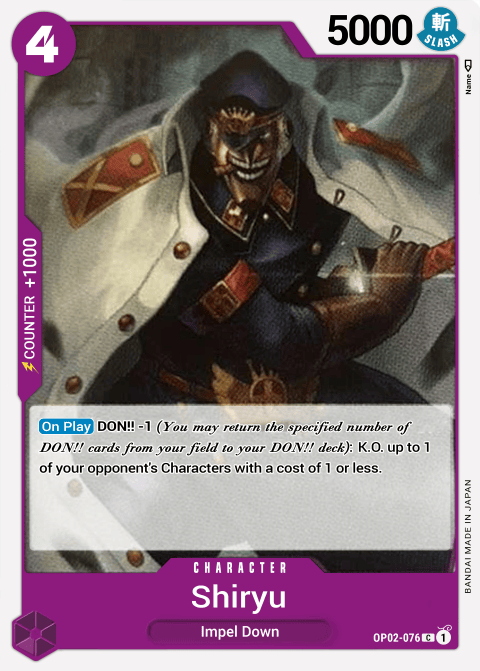 4
5000
斬
SLASH
Name
COUNTER +1000
On Play DON!! -1 (You may return the specified number of
DON!! cards from your field to your DON!! deck): K.O. up to 1
of your opponent's Characters with a cost of 1 or less.
BANDAI MADE IN JAPAN
CHARACTER
Shiryu
Impel Down
OP02-076 C 1